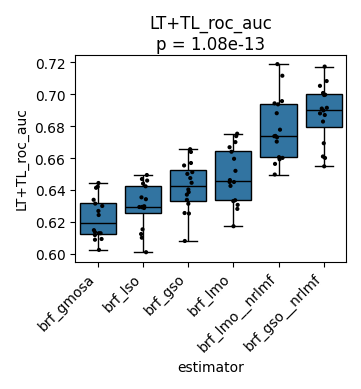 LT+TL_roc_auc
p = 1.08e-13
LT+TL_roc_auc
0.72
0.70
0.68
0.66
0.64
0.62
0.60
brf_gmosa
brf_lso
brf_gso
brf_lmo
brf_lmo__nrlmf
brf_gso__nrlmf
estimator